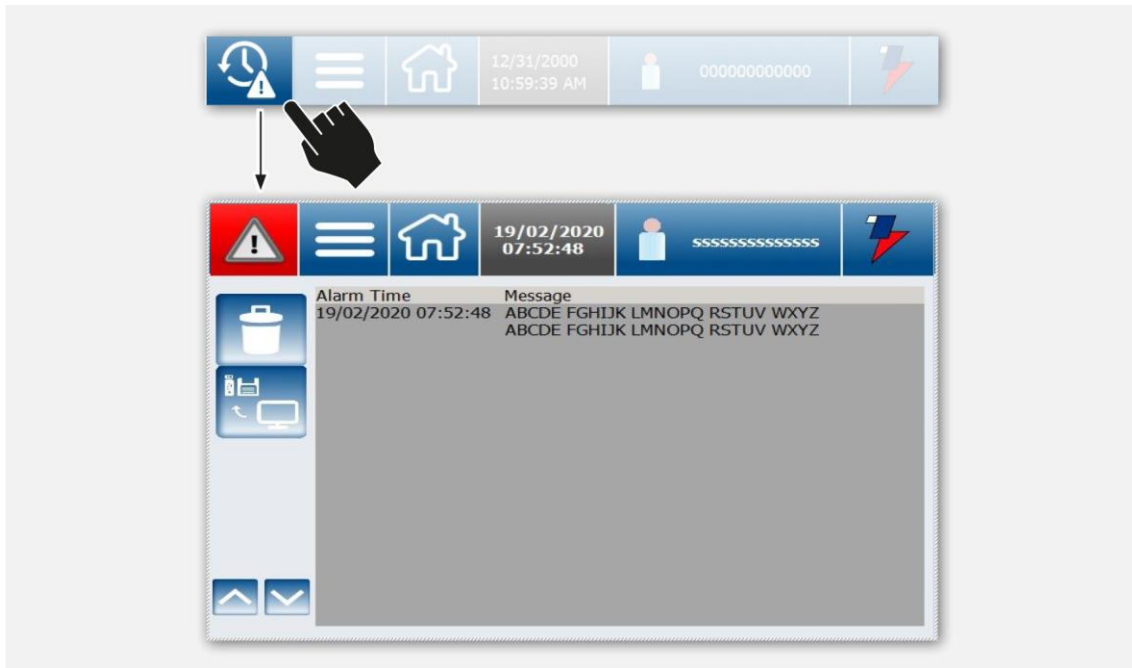 12/31/2000
10:59:39 AM
000000000000
19/02/2020
07:52:48
ssssssssssssss
Alarm Time Message
19/02/2020 07:52:48 ABCDE FGHIJK LMNOPQ RSTUV WXYZ
ABCDE FGHIJK LMNOPQ RSTUV WXYZ